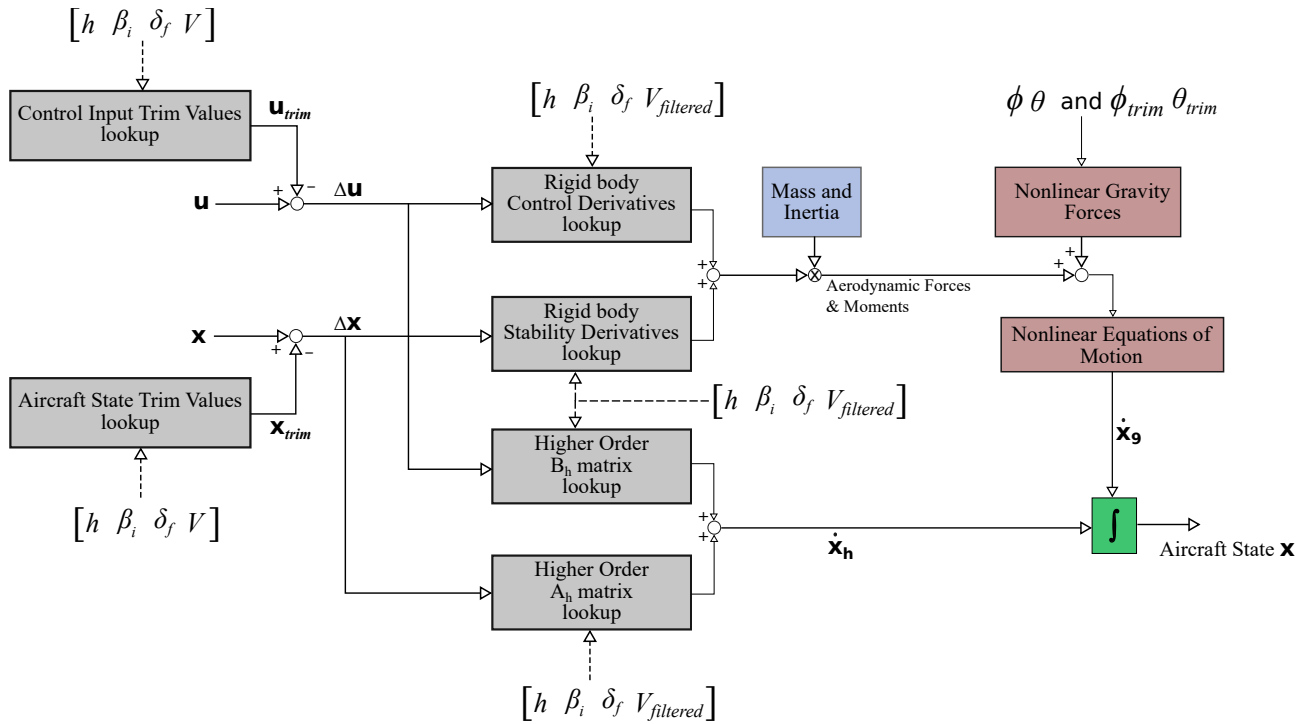 [h β_i δ_f V]
Control Input Trim Values
lookup
u_trim
[h β_i δ_f V_filtered]
ϕ θ and ϕ_trim θ_trim
u
+
−
Δu
Rigid body
Control Derivatives
lookup
Mass and
Inertia
Nonlinear Gravity
Forces
+
+
x
Aerodynamic Forces
& Moments
+
+
x
+
−
Δx
Rigid body
Stability Derivatives
lookup
Nonlinear Equations of
Motion
Aircraft State Trim Values
lookup
x_trim
[h β_i δ_f V_filtered]
ẋ_9
Higher Order
B_h matrix
lookup
[h β_i δ_f V]
+
+
ẋ_h
∫
Aircraft State x
Higher Order
A_h matrix
lookup
[h β_i δ_f V_filtered]